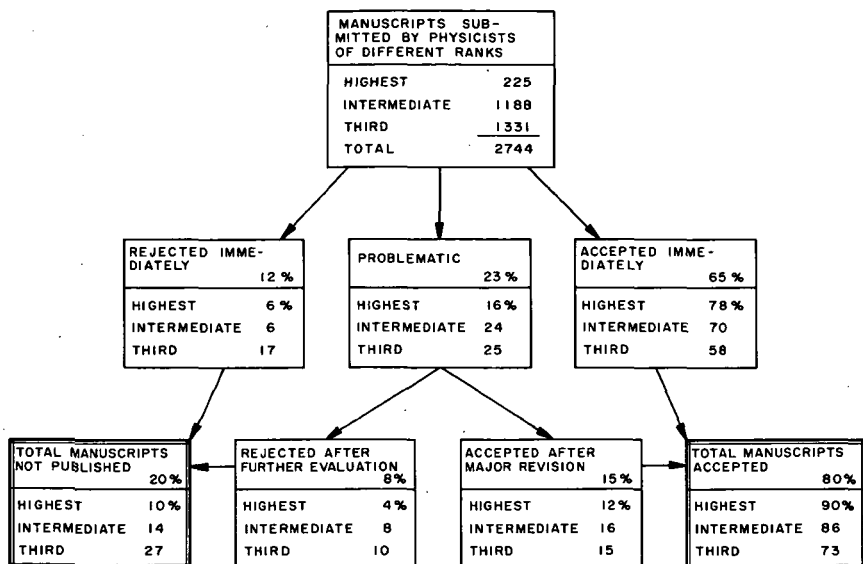 MANUSCRIPTS SUB-
MITTED BY PHYSICISTS
OF DIFFERENT RANKS
HIGHEST 225
INTERMEDIATE 1188
THIRD 1331
TOTAL 2744
REJECTED IMME-
DIATELY
12%
HIGHEST 6%
INTERMEDIATE 6
THIRD 17
PROBLEMATIC
23%
HIGHEST 16%
INTERMEDIATE 24
THIRD 25
ACCEPTED IMME-
DIATELY
65%
HIGHEST 78%
INTERMEDIATE 70
THIRD 58
TOTAL MANUSCRIPTS
NOT PUBLISHED
20%
HIGHEST 10%
INTERMEDIATE 14
THIRD 27
REJECTED AFTER
FURTHER EVALUATION
8%
HIGHEST 4%
INTERMEDIATE 8
THIRD 10
ACCEPTED AFTER
MAJOR REVISION
15%
HIGHEST 12%
INTERMEDIATE 16
THIRD 15
TOTAL MANUSCRIPTS
ACCEPTED
80%
HIGHEST 90%
INTERMEDIATE 86
THIRD 73